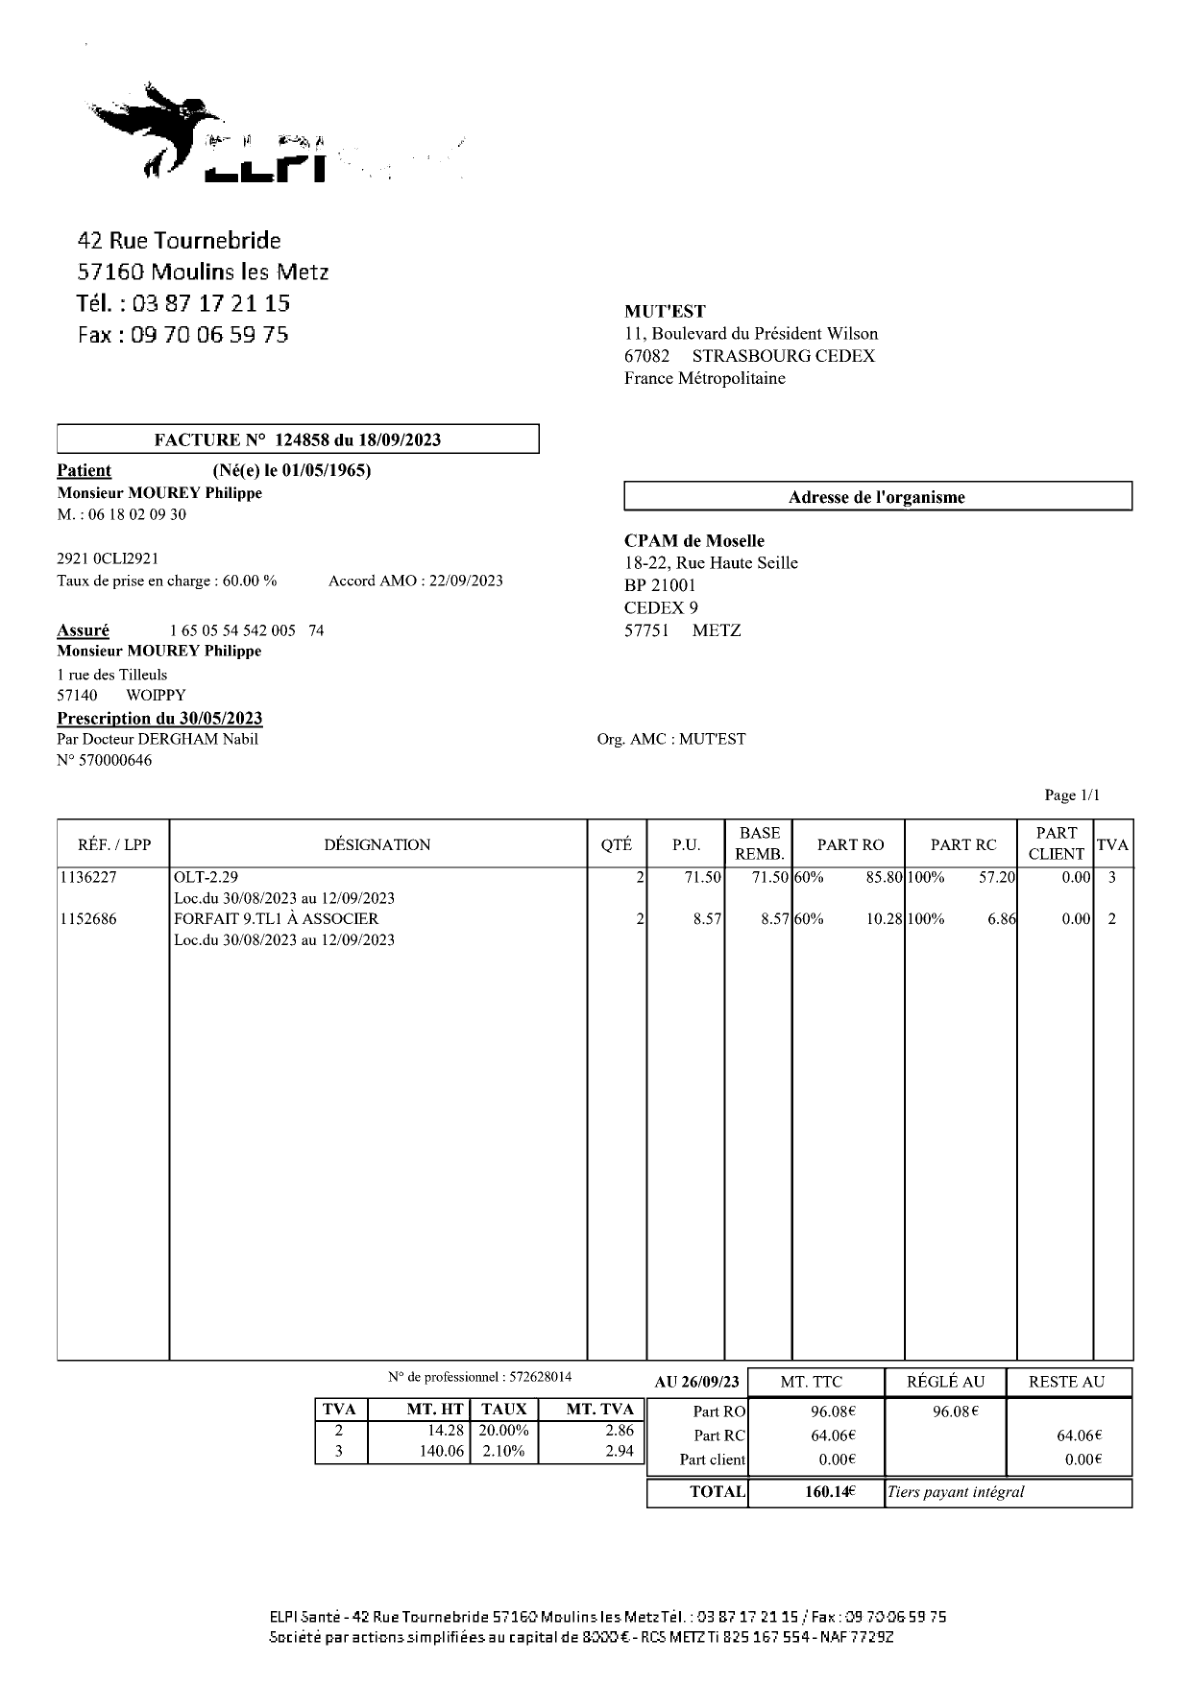 ELPI
42 Rue Tournebride
57160 Moulins les Metz
Tél. : 03 87 17 21 15
Fax : 09 70 06 59 75
MUT'EST
11, Boulevard du Président Wilson
67082 STRASBOURG CEDEX
France Métropolitaine
FACTURE N° 124858 du 18/09/2023
Patient (Né(e) le 01/05/1965)
Monsieur MOUREY Philippe
M. : 06 18 02 09 30
2921 0CLI2921
Taux de prise en charge : 60.00 % Accord AMO : 22/09/2023
Adresse de l'organisme
CPAM de Moselle
18-22, Rue Haute Seille
BP 21001
CEDEX 9
57751 METZ
Assuré 1 65 05 54 542 005 74
Monsieur MOUREY Philippe
1 rue des Tilleuls
57140 WOIPPY
Prescription du 30/05/2023
Par Docteur DERGHAM Nabil
N° 570000646
Org. AMC : MUT'EST
Page 1/1
RÉF. / LPP DÉSIGNATION QTÉ P.U. BASE REMB. PART RO PART RC PART CLIENT TVA
1136227 OLT-2.29 2 71.50 71.50 60% 85.80 100% 57.20 0.00 3
Loc.du 30/08/2023 au 12/09/2023
1152686 FORFAIT 9.TL1 À ASSOCIER 2 8.57 8.57 60% 10.28 100% 6.86 0.00 2
Loc.du 30/08/2023 au 12/09/2023
N° de professionnel : 572628014
TVA MT. HT TAUX MT. TVA
2 14.28 20.00% 2.86
3 140.06 2.10% 2.94
AU 26/09/23 MT. TTC RÉGLÉ AU RESTE AU
Part RO 96.08€ 96.08€
Part RC 64.06€ 64.06€
Part client 0.00€ 0.00€
TOTAL 160.14€ Tiers payant intégral
ELPI Santé - 42 Rue Tournebride 57160 Moulins les Metz Tél. : 03 87 17 21 15 / Fax : 09 70 06 59 75
Société par actions simplifiées au capital de 8000 € - RCS METZ Ti 825 167 554 - NAF 7729Z